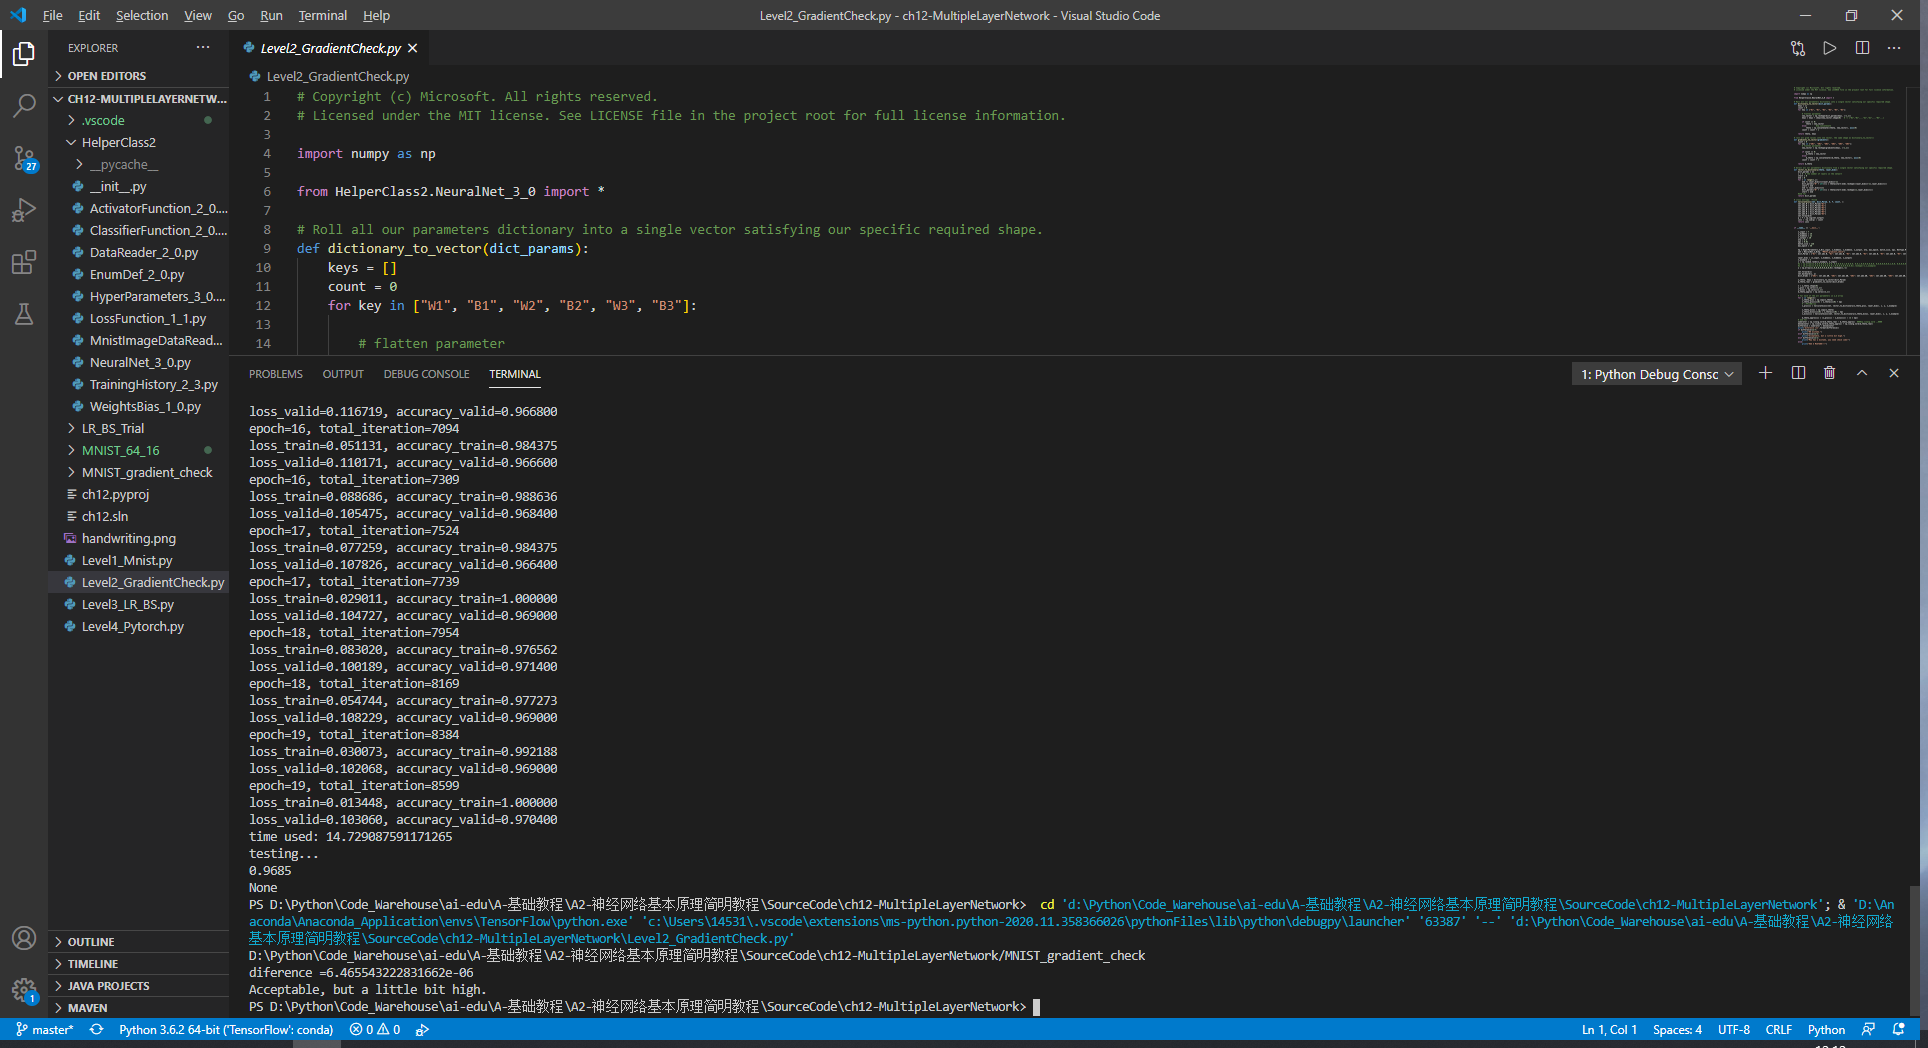 File Edit Selection View Go Run Terminal Help
Level2_GradientCheck.py - ch12-MultipleLayerNetwork - Visual Studio Code
EXPLORER
OPEN EDITORS
CH12-MULTIPLELAYERNETW...
.vscode
HelperClass2
__pycache__
__init__.py
ActivatorFunction_2_0....
ClassifierFunction_2_0....
DataReader_2_0.py
EnumDef_2_0.py
HyperParameters_3_0....
LossFunction_1_1.py
MnistImageDataRead...
NeuralNet_3_0.py
TrainingHistory_2_3.py
WeightsBias_1_0.py
LR_BS_Trial
MNIST_64_16
MNIST_gradient_check
ch12.pyproj
ch12.sln
handwriting.png
Level1_Mnist.py
Level2_GradientCheck.py
Level3_LR_BS.py
Level4_Pytorch.py
OUTLINE
TIMELINE
JAVA PROJECTS
MAVEN
27
1
Level2_GradientCheck.py
Level2_GradientCheck.py
1 # Copyright (c) Microsoft. All rights reserved.
2 # Licensed under the MIT license. See LICENSE file in the project root for full license information.
3
4 import numpy as np
5
6 from HelperClass2.NeuralNet_3_0 import *
7
8 # Roll all our parameters dictionary into a single vector satisfying our specific required shape.
9 def dictionary_to_vector(dict_params):
10 keys = []
11 count = 0
12 for key in ["W1", "B1", "W2", "B2", "W3", "B3"]:
13
14 # flatten parameter
PROBLEMS OUTPUT DEBUG CONSOLE TERMINAL
1: Python Debug Consc
loss_valid=0.116719, accuracy_valid=0.966800
epoch=16, total_iteration=7094
loss_train=0.051131, accuracy_train=0.984375
loss_valid=0.110171, accuracy_valid=0.966600
epoch=16, total_iteration=7309
loss_train=0.088686, accuracy_train=0.988636
loss_valid=0.105475, accuracy_valid=0.968400
epoch=17, total_iteration=7524
loss_train=0.077259, accuracy_train=0.984375
loss_valid=0.107826, accuracy_valid=0.966400
epoch=17, total_iteration=7739
loss_train=0.029011, accuracy_train=1.000000
loss_valid=0.104727, accuracy_valid=0.969000
epoch=18, total_iteration=7954
loss_train=0.083020, accuracy_train=0.976562
loss_valid=0.100189, accuracy_valid=0.971400
epoch=18, total_iteration=8169
loss_train=0.054744, accuracy_train=0.977273
loss_valid=0.108229, accuracy_valid=0.969000
epoch=19, total_iteration=8384
loss_train=0.030073, accuracy_train=0.992188
loss_valid=0.102068, accuracy_valid=0.969000
epoch=19, total_iteration=8599
loss_train=0.013448, accuracy_train=1.000000
loss_valid=0.103060, accuracy_valid=0.970400
time used: 14.729087591171265
testing...
0.9685
None
PS D:\Python\Code_Warehouse\ai-edu\A-基础教程\A2-神经网络基本原理简明教程\SourceCode\ch12-MultipleLayerNetwork> cd 'd:\Python\Code_Warehouse\ai-edu\A-基础教程\A2-神经网络基本原理简明教程\SourceCode\ch12-MultipleLayerNetwork'; & 'D:\An
aconda\Anaconda_Application\envs\TensorFlow\python.exe' 'c:\Users\14531\.vscode\extensions\ms-python.python-2020.11.358366026\pythonFiles\lib\python\debugpy\launcher' '63387' '--' 'd:\Python\Code_Warehouse\ai-edu\A-基础教程\A2-神经网络
基本原理简明教程\SourceCode\ch12-MultipleLayerNetwork\Level2_GradientCheck.py'
D:\Python\Code_Warehouse\ai-edu\A-基础教程\A2-神经网络基本原理简明教程\SourceCode\ch12-MultipleLayerNetwork/MNIST_gradient_check
diference =6.465543222831662e-06
Acceptable, but a little bit high.
PS D:\Python\Code_Warehouse\ai-edu\A-基础教程\A2-神经网络基本原理简明教程\SourceCode\ch12-MultipleLayerNetwork>
master* Python 3.6.2 64-bit ('TensorFlow': conda) 0 0
Ln 1, Col 1 Spaces: 4 UTF-8 CRLF Python